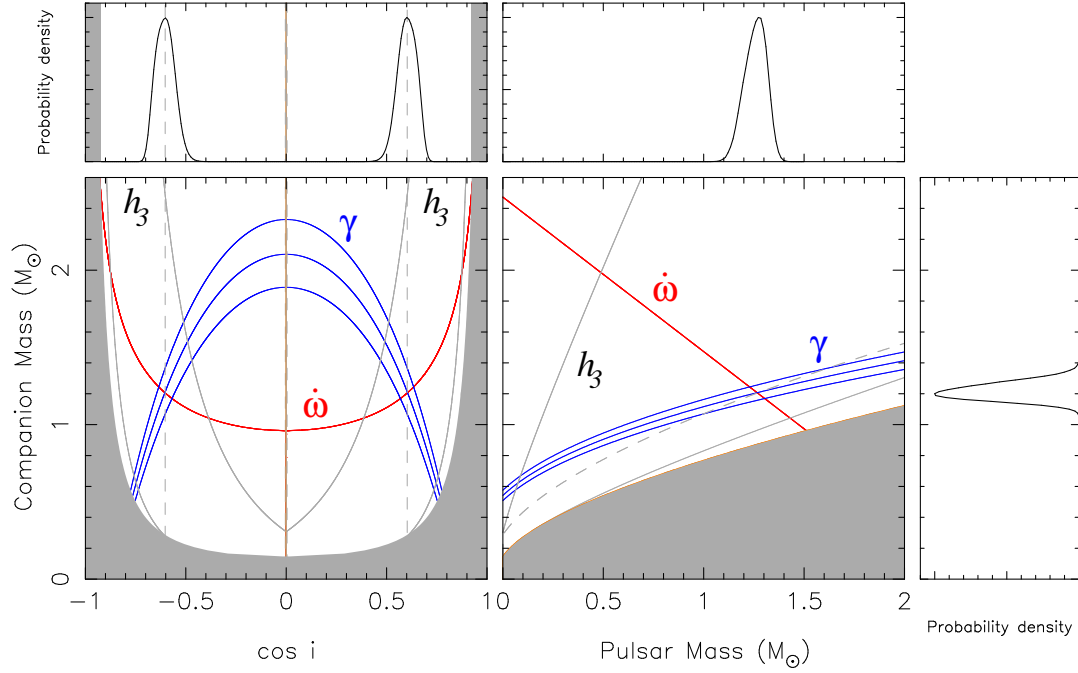 Probability density
h₃ h₃
γ
ω̇
h₃
ω̇
γ
Companion Mass (M⊙)
2
1
0
−1 −0.5 0 0.5 1
0 0.5 1 1.5 2
cos i
Pulsar Mass (M⊙)
Probability density